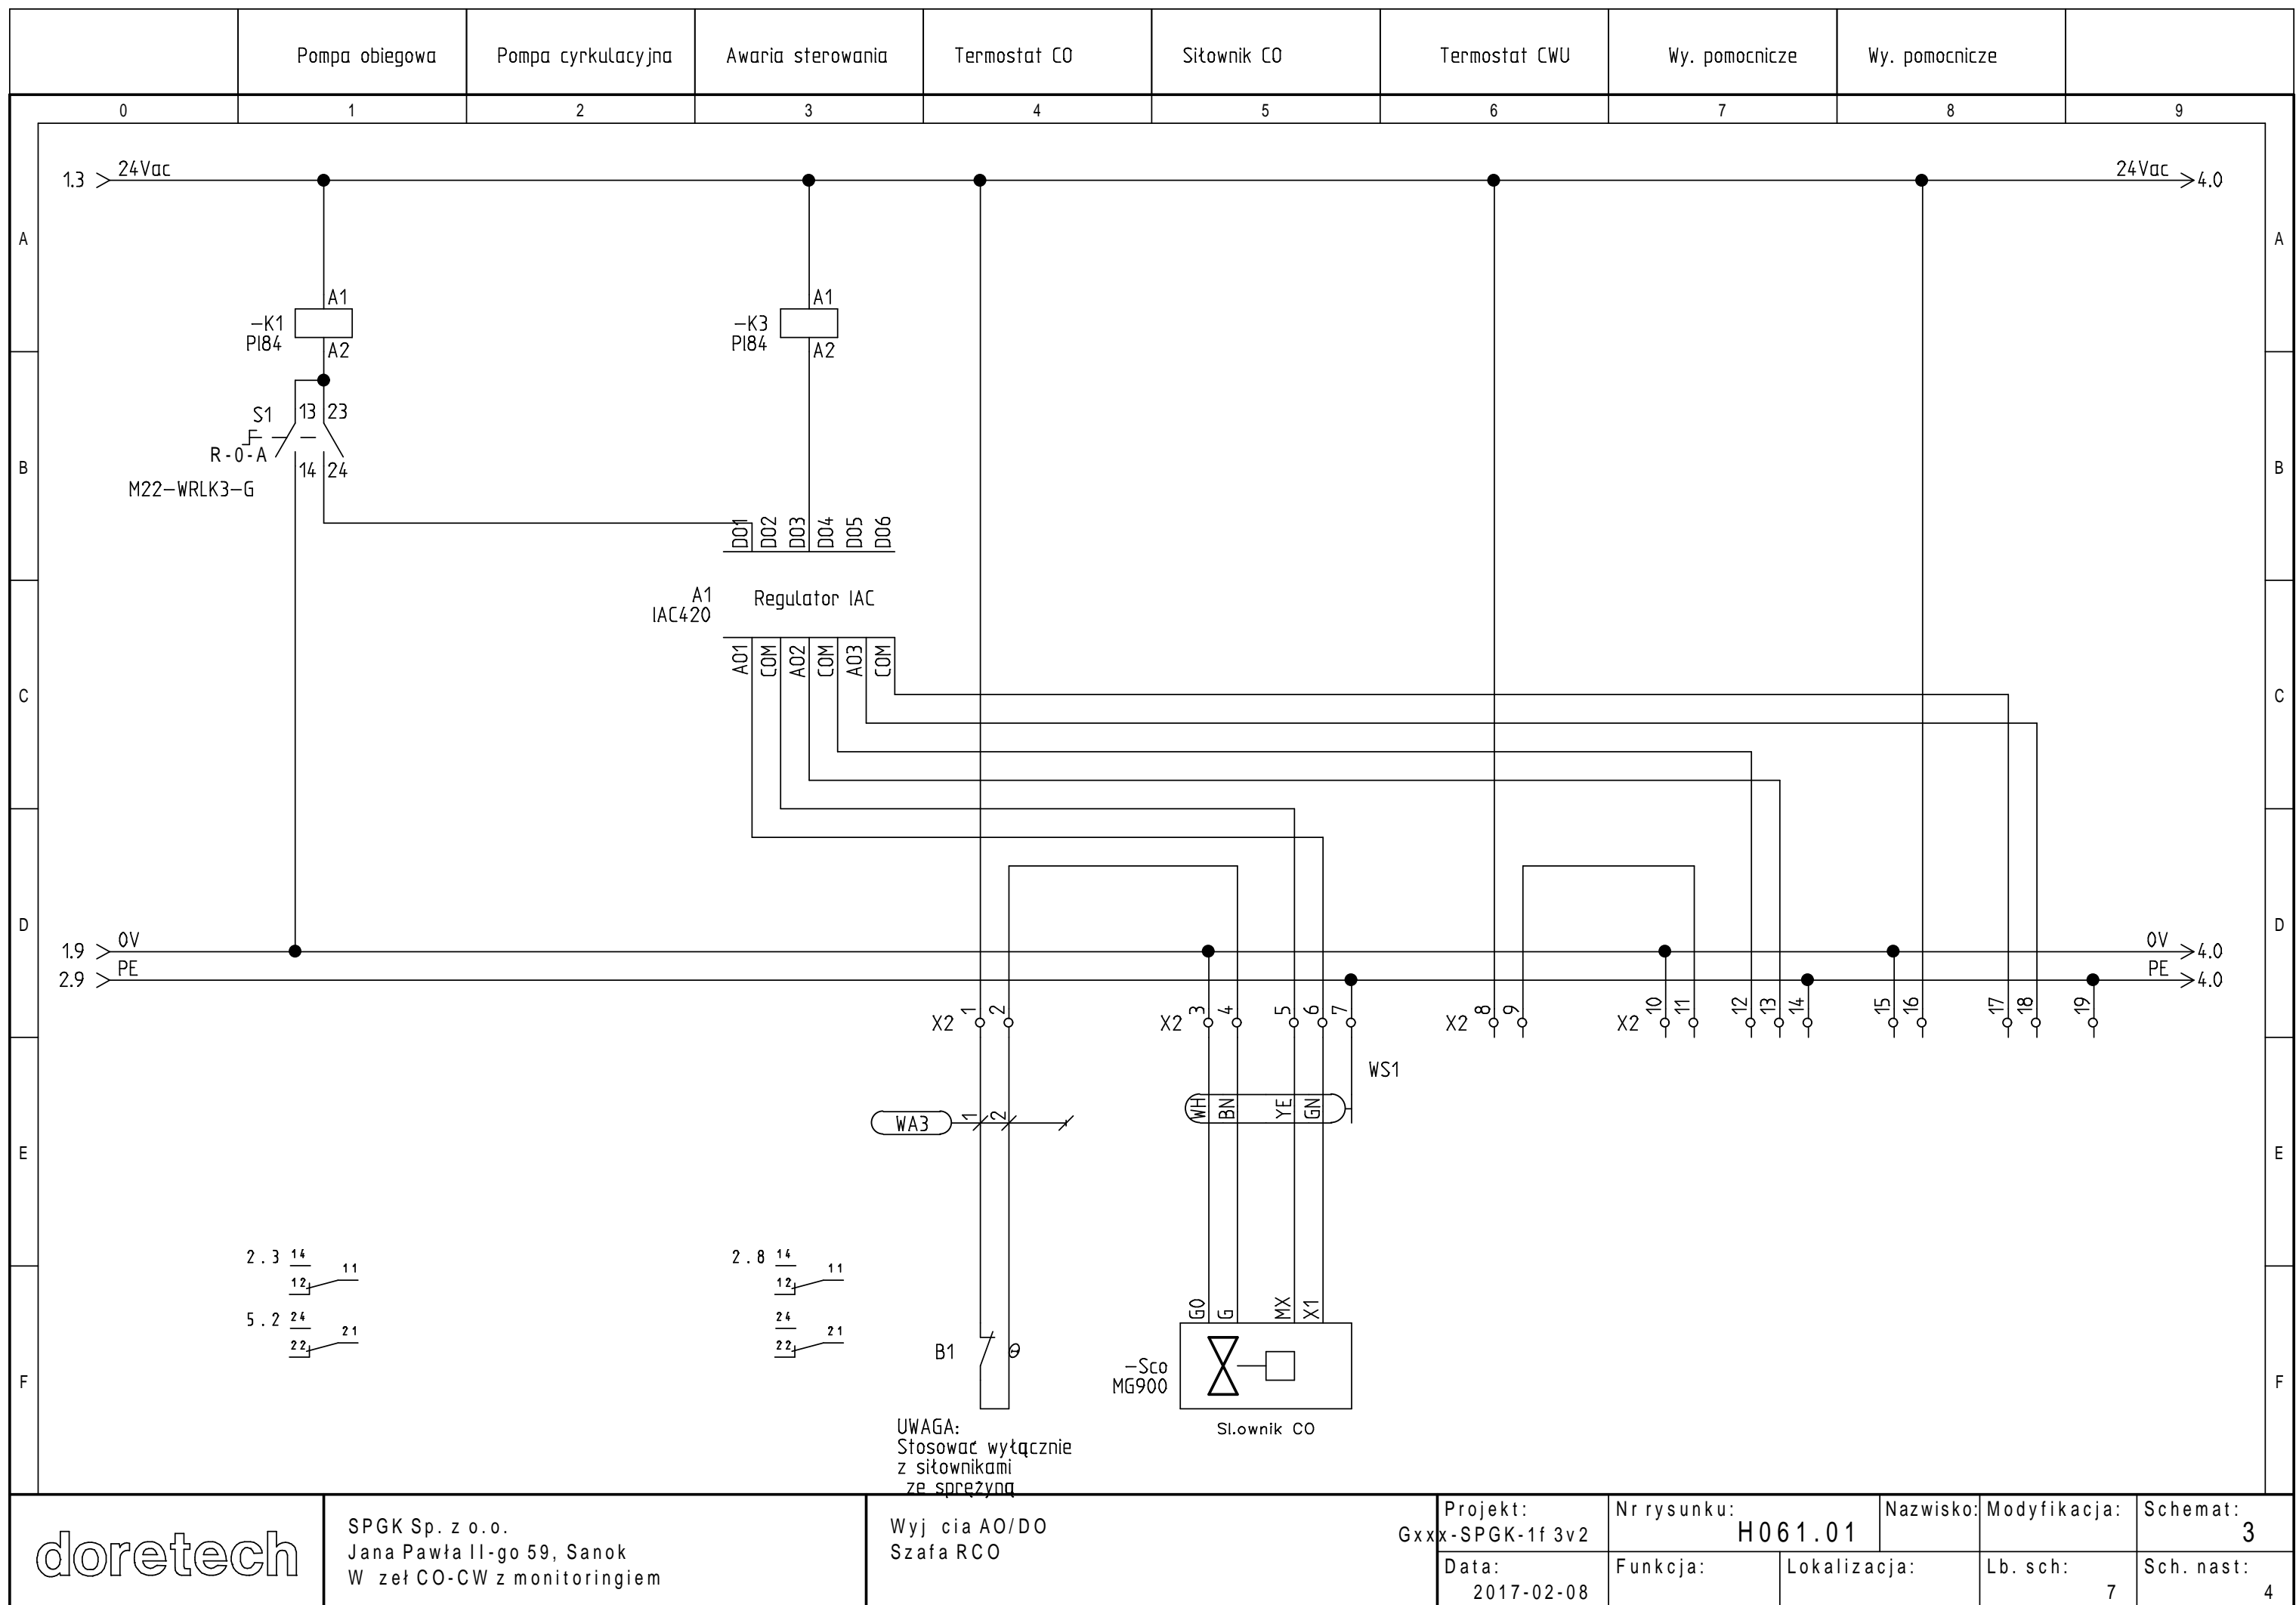 Pompa obiegowa
Pompa cyrkulacyjna
Awaria sterowania
Termostat CO
Siłownik CO
Termostat CWU
Wy. pomocnicze
Wy. pomocnicze
0 1 2 3 4 5 6 7 8 9
1.3 24Vac
24Vac 4.0
A A
A1
-K1
PI84
A2
A1
-K3
PI84
A2
S1
13 23
R-0-A
14 24
M22-WRLK3-G
B B
DO1 DO2 DO3 DO4 DO5 DO6
A1
IAC420
Regulator IAC
AO1 COM AO2 COM AO3 COM
C C
D D
1.9 0V
0V 4.0
2.9 PE
PE 4.0
X2 1 2
X2 3 4 5 6 7
X2 8 9
X2 10 11 12 13 14 15 16 17 18 19
WS1
WA3 1 2
WH BN YE GN
E E
2.3 14
12 11
5.2 24
22 21
2.8 14
12 11
24
22 21
G0 G MX X1
B1 θ
-Sco
MG900
F F
Sl.ownik CO
UWAGA:
Stosować wyłącznie
z siłownikami
ze sprężyną
doretech
SPGK Sp. z o.o.
Jana Pawła II-go 59, Sanok
W zeł CO-CW z monitoringiem
Wyj cia AO/DO
Szafa RCO
Projekt:
Gxxx-SPGK-1f 3v2
Nr rysunku:
H061.01
Nazwisko:
Modyfikacja:
Schemat:
3
Data:
2017-02-08
Funkcja:
Lokalizacja:
Lb. sch:
7
Sch. nast:
4